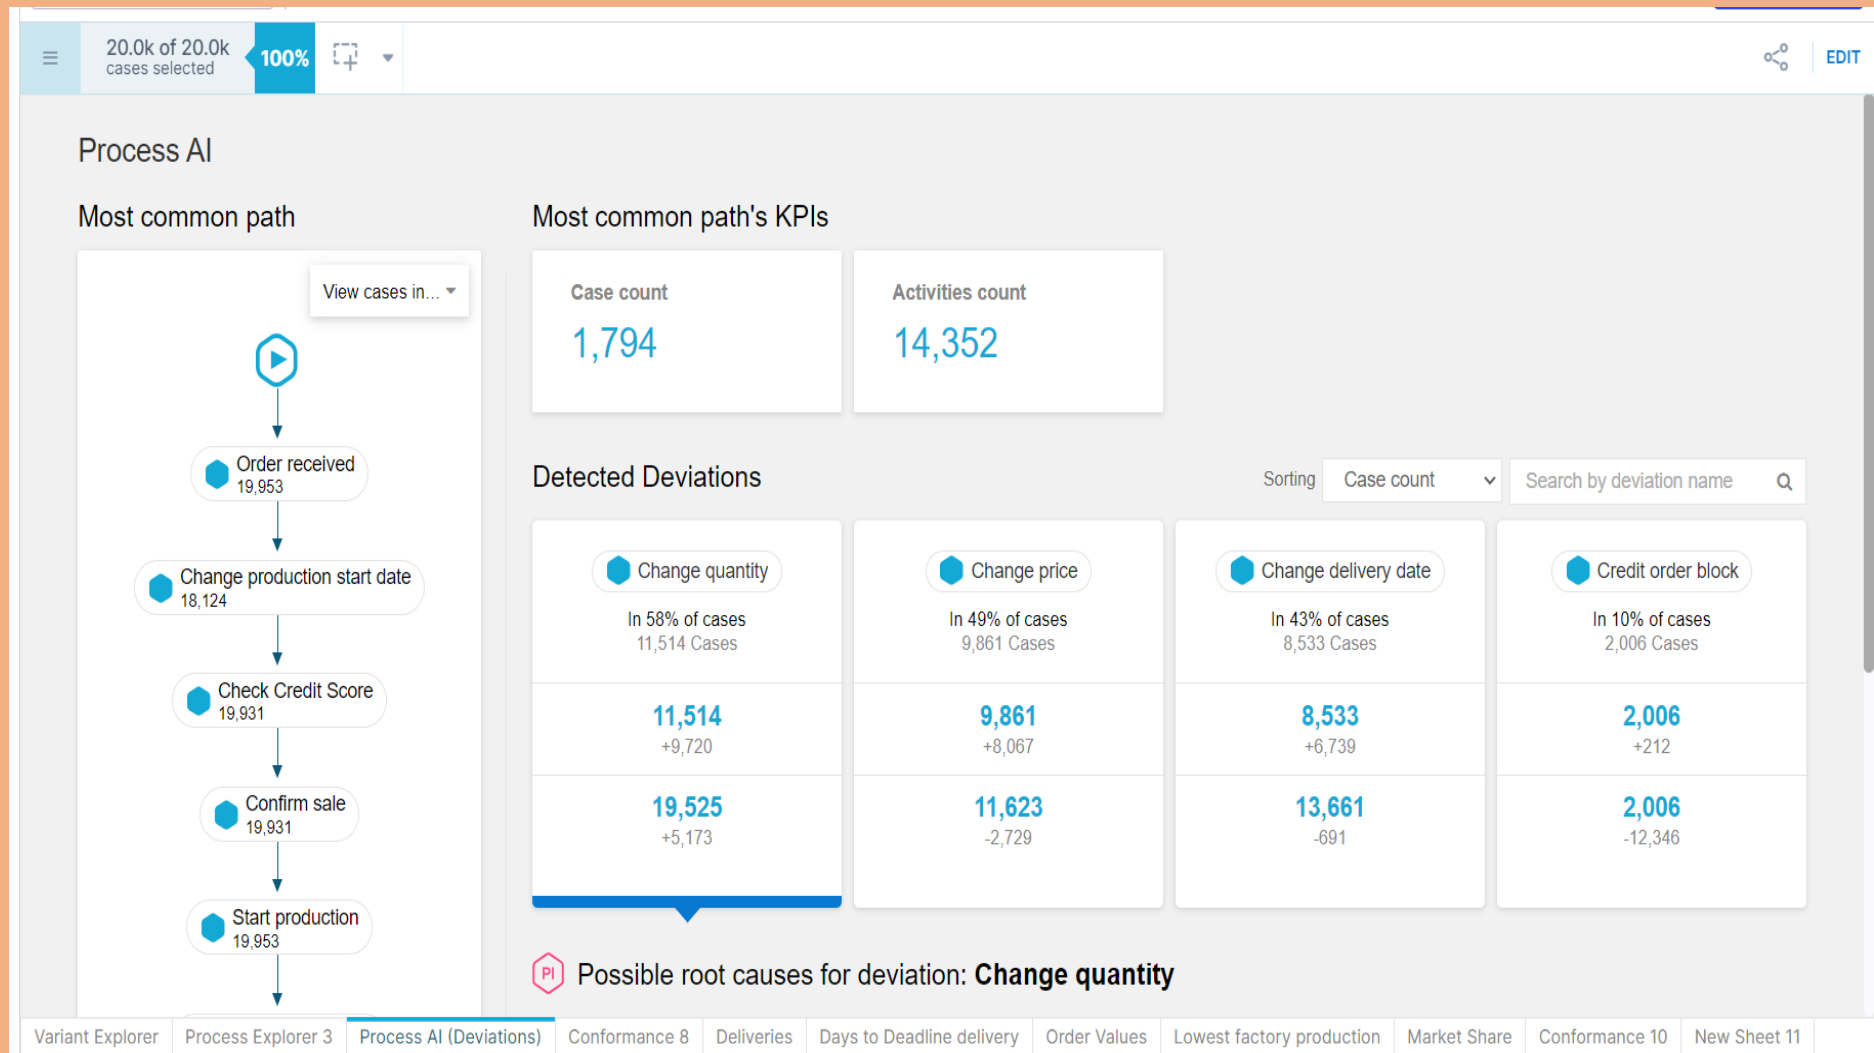 20.0k of 20.0k
cases selected
100%
EDIT
Process AI
Most common path
View cases in...
Order received
19,953
Change production start date
18,124
Check Credit Score
19,931
Confirm sale
19,931
Start production
19,953
Most common path's KPIs
Case count
1,794
Activities count
14,352
Detected Deviations
Sorting
Case count
Search by deviation name
Change quantity
In 58% of cases
11,514 Cases
11,514
+9,720
19,525
+5,173
Change price
In 49% of cases
9,861 Cases
9,861
+8,067
11,623
-2,729
Change delivery date
In 43% of cases
8,533 Cases
8,533
+6,739
13,661
-691
Credit order block
In 10% of cases
2,006 Cases
2,006
+212
2,006
-12,346
PI
Possible root causes for deviation: Change quantity
Variant Explorer
Process Explorer 3
Process AI (Deviations)
Conformance 8
Deliveries
Days to Deadline delivery
Order Values
Lowest factory production
Market Share
Conformance 10
New Sheet 11